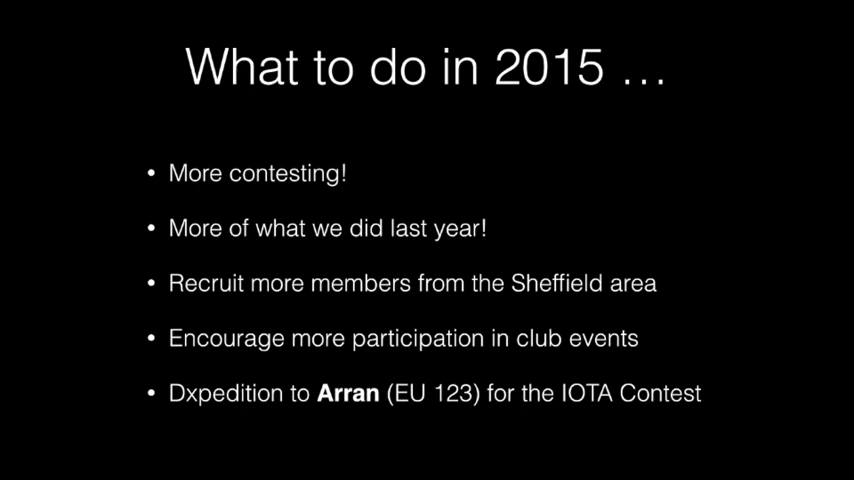 What to do in 2015 …
• More contesting!
• More of what we did last year!
• Recruit more members from the Sheffield area
• Encourage more participation in club events
• Dxpedition to Arran (EU 123) for the IOTA Contest